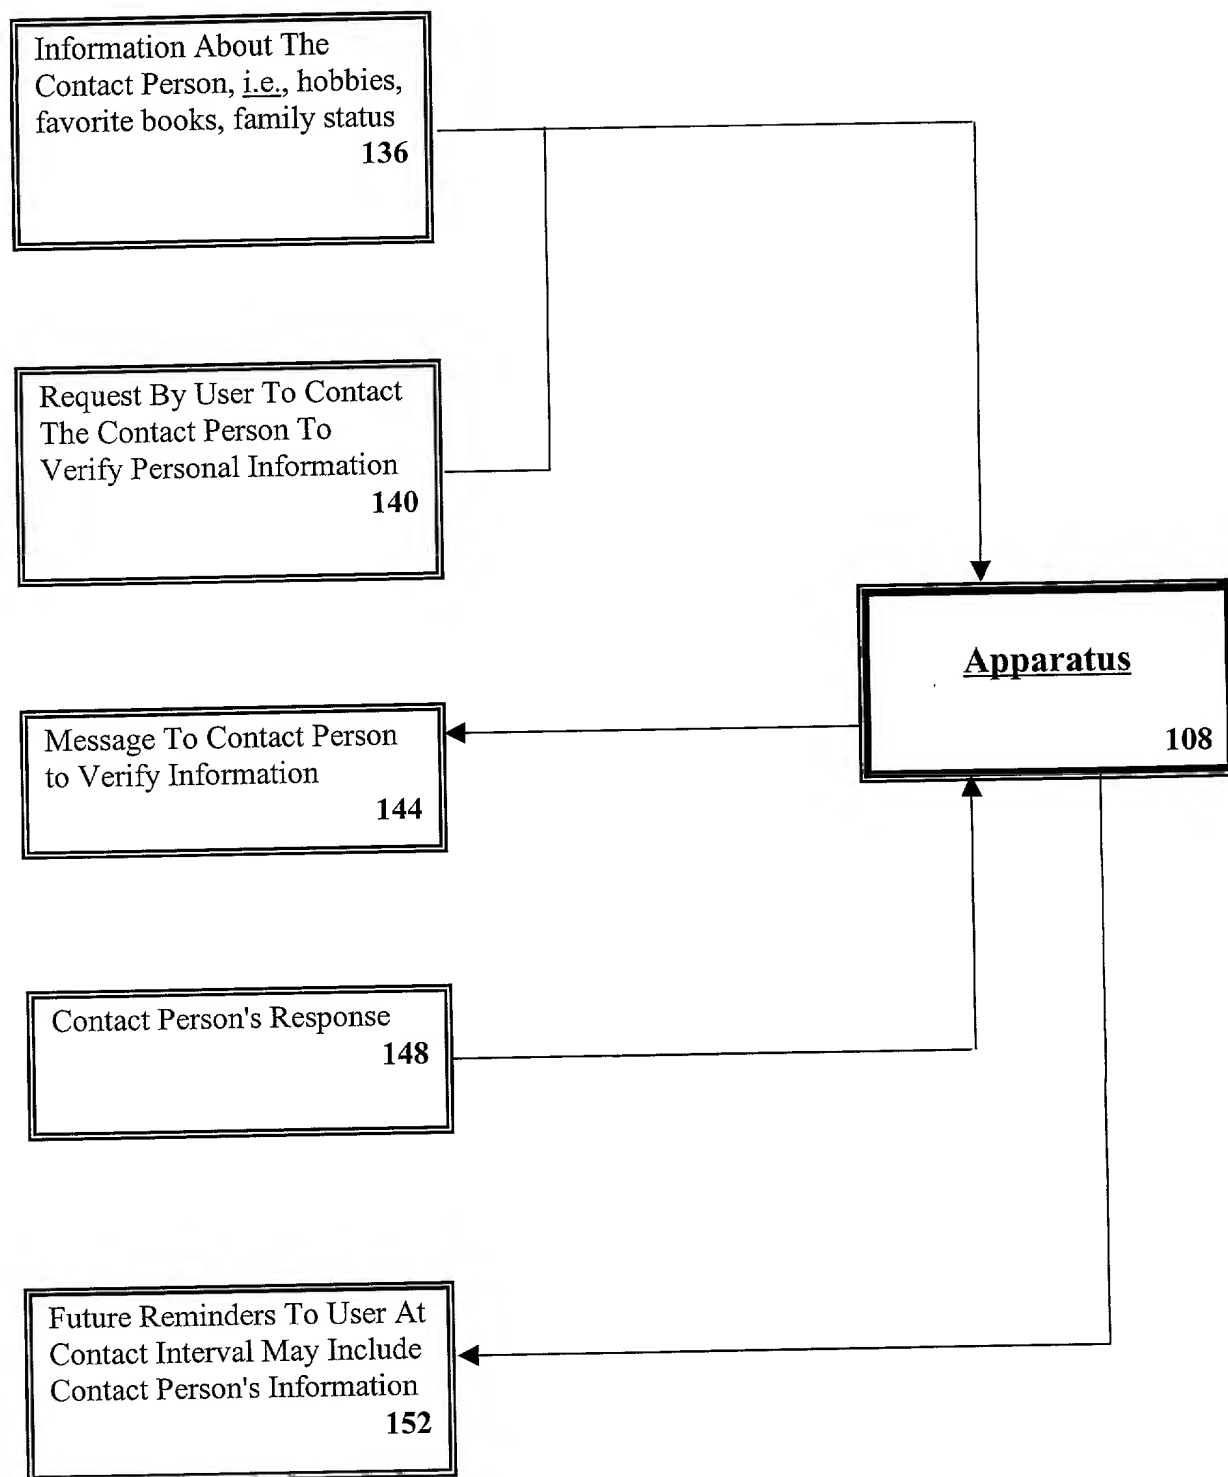 Information About The
Contact Person, i.e., hobbies,
favorite books, family status
136
Request By User To Contact
The Contact Person To
Verify Personal Information
140
Apparatus
108
Message To Contact Person
to Verify Information
144
Contact Person's Response
148
Future Reminders To User At
Contact Interval May Include
Contact Person's Information
152